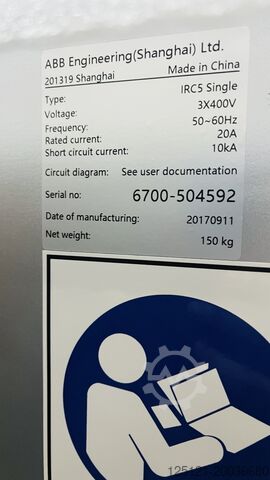 ABB Engineering(Shanghai) Ltd.
201319 Shanghai Made in China
Type: IRC5 Single
Voltage: 3X400V
Frequency: 50~60Hz
Rated current: 20A
Short circuit current: 10kA
Circuit diagram: See user documentation
Serial no: 6700-504592
Date of manufacturing: 20170911
Net weight: 150 kg